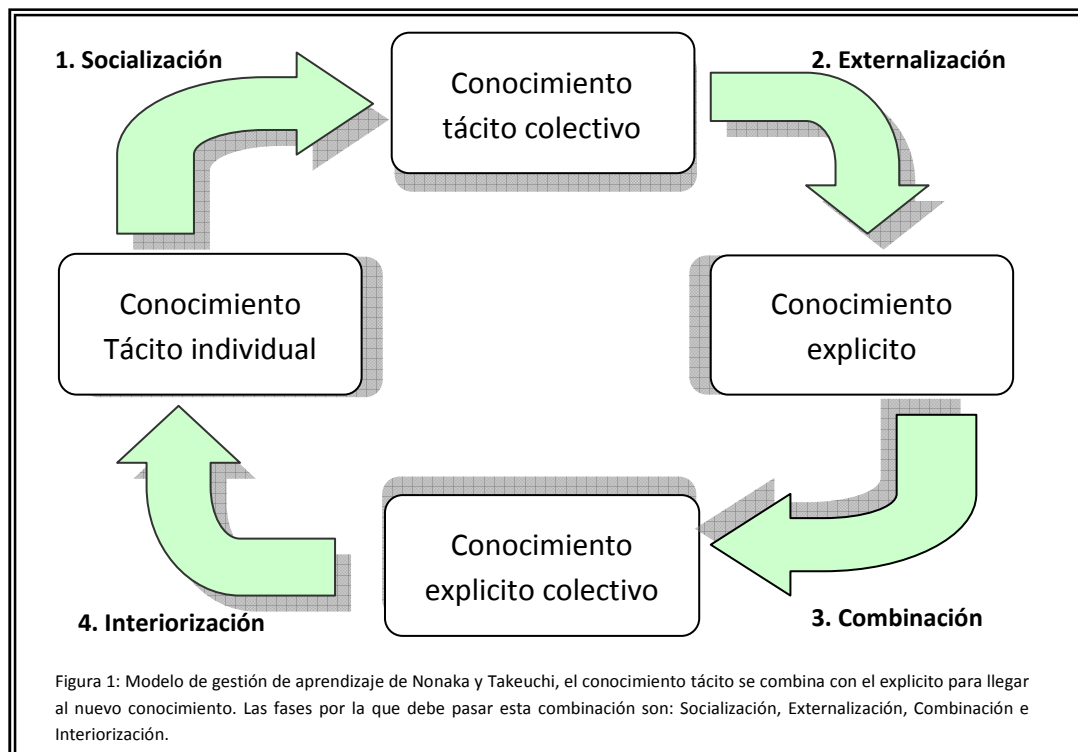 1. Socialización
Conocimiento
tácito colectivo
2. Externalización
Conocimiento
Tácito individual
Conocimiento
explicito
Conocimiento
explicito colectivo
4. Interiorización
3. Combinación
Figura 1: Modelo de gestión de aprendizaje de Nonaka y Takeuchi, el conocimiento tácito se combina con el explicito para llegar
al nuevo conocimiento. Las fases por la que debe pasar esta combinación son: Socialización, Externalización, Combinación e
Interiorización.